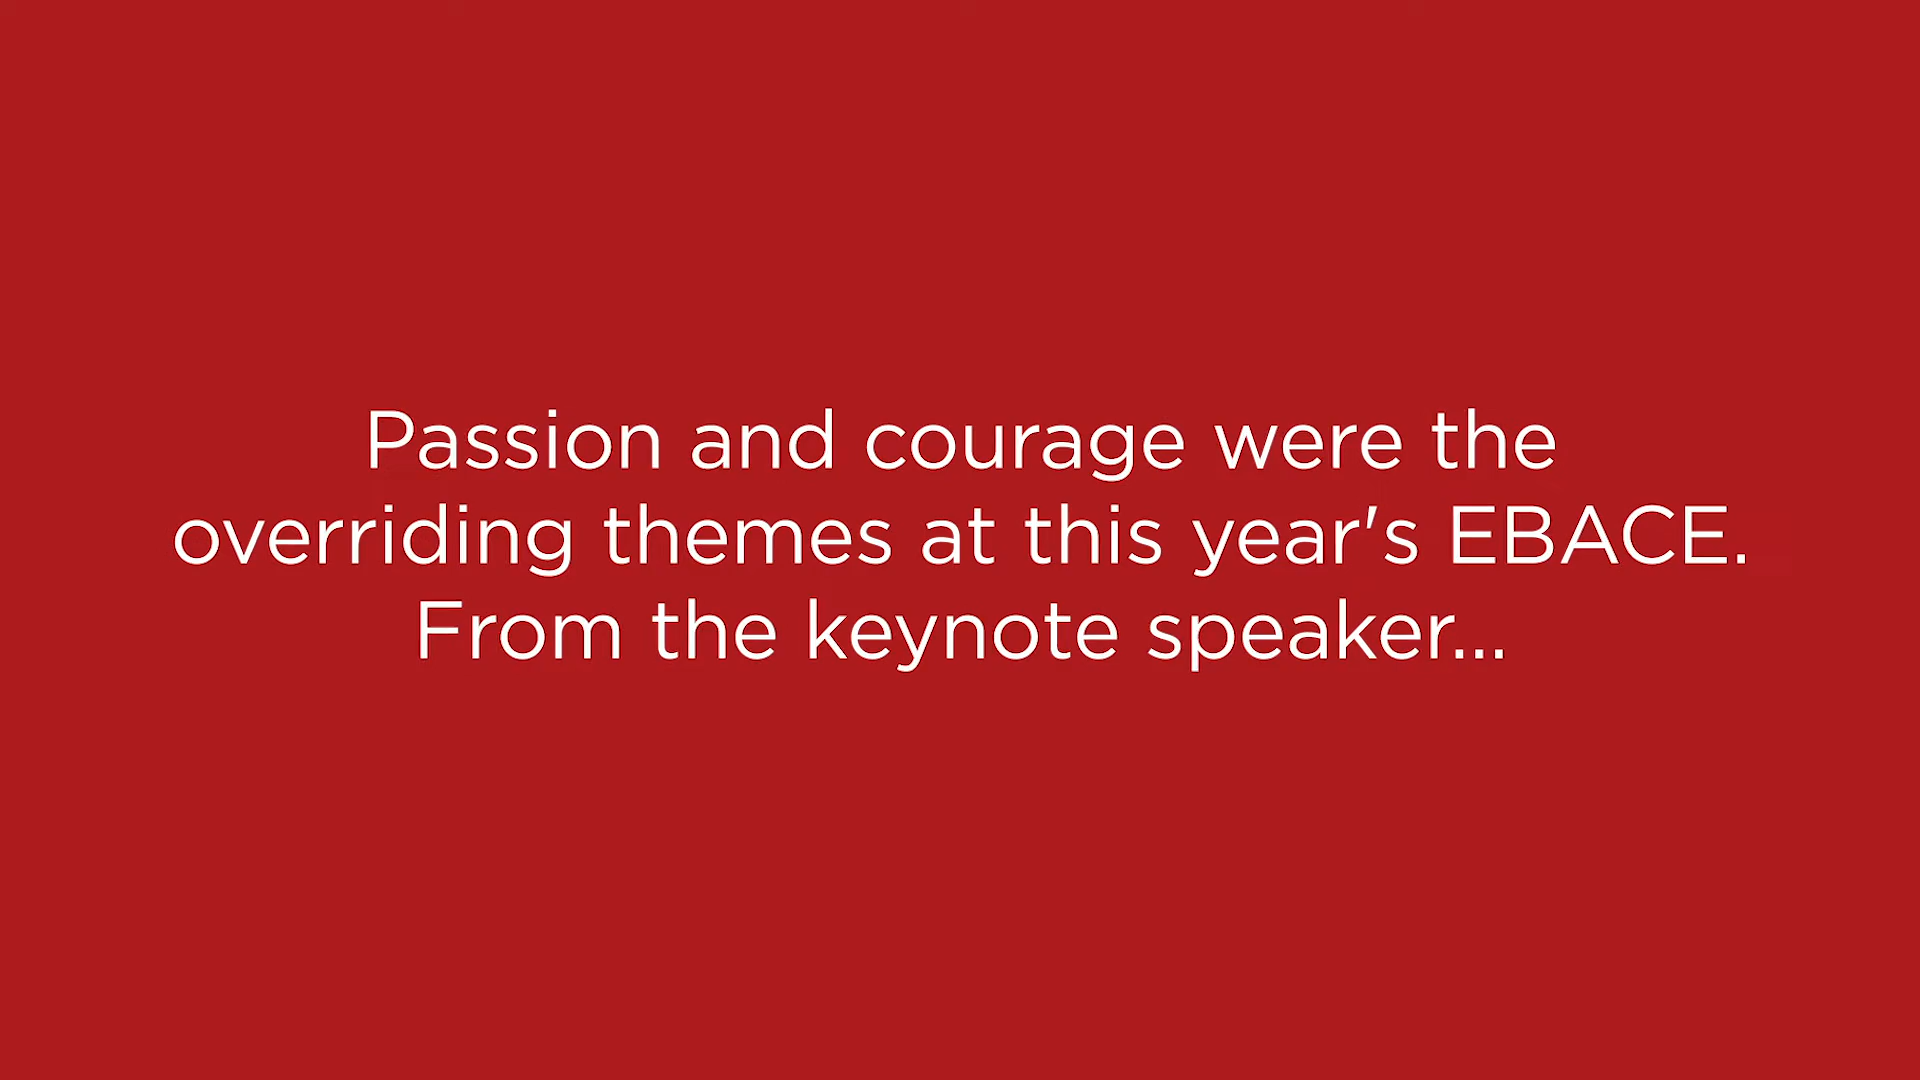 Passion and courage were the
overriding themes at this year's EBACE.
From the keynote speaker...